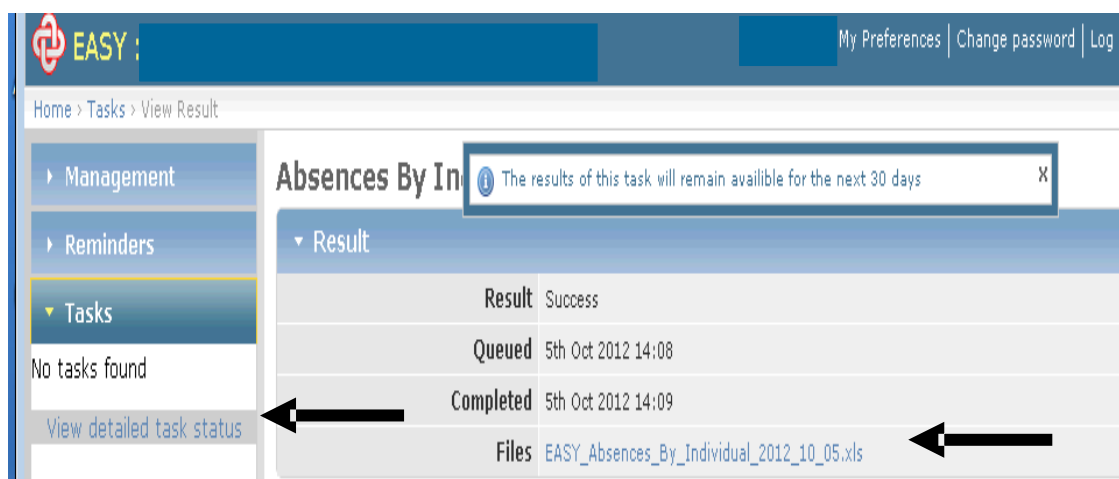 EASY :
My Preferences | Change password | Log
Home > Tasks > View Result
Management
Reminders
Tasks
No tasks found
View detailed task status
Absences By In
The results of this task will remain availible for the next 30 days X
Result
Result Success
Queued 5th Oct 2012 14:08
Completed 5th Oct 2012 14:09
Files EASY_Absences_By_Individual_2012_10_05.xls